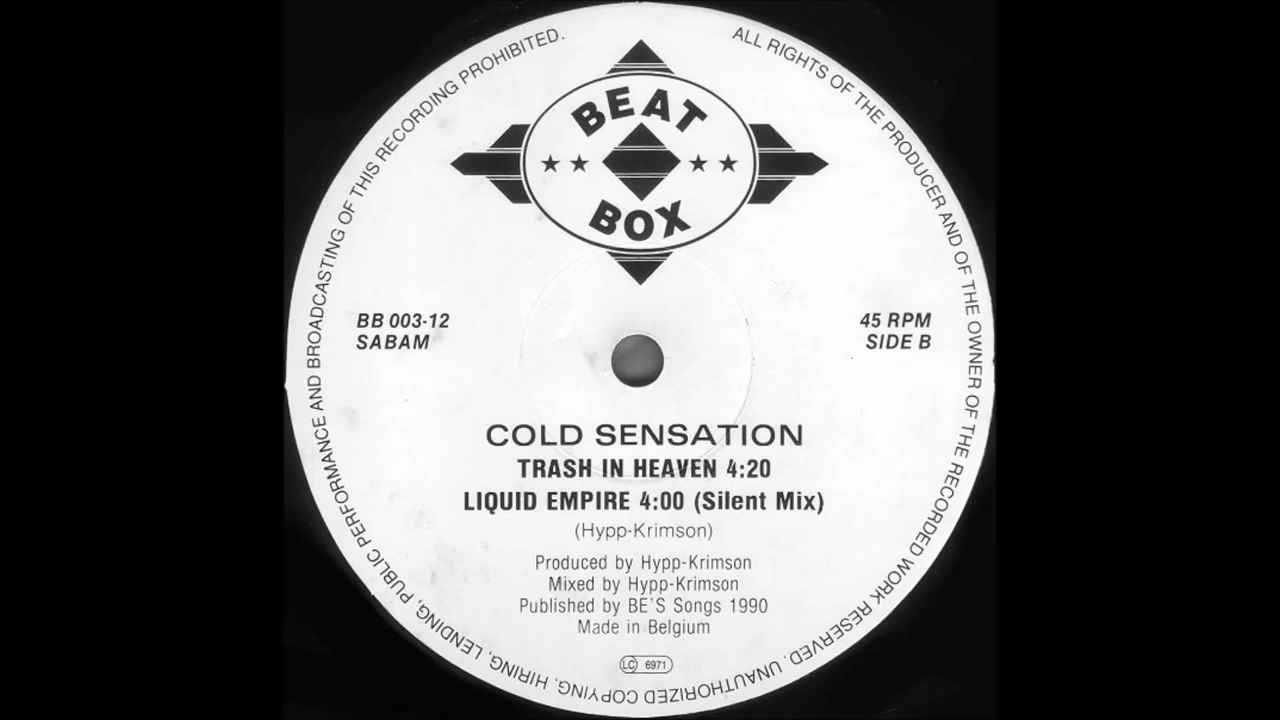 ALL RIGHTS OF THE PRODUCER AND OF THE OWNER OF THE RECORDED WORK RESERVED. UNAUTHORIZED COPYING, HIRING, LENDING, PUBLIC PERFORMANCE AND BROADCASTING OF THIS RECORDING PROHIBITED.
BEAT
BOX
BB 003-12
SABAM
45 RPM
SIDE B
COLD SENSATION
TRASH IN HEAVEN 4:20
LIQUID EMPIRE 4:00 (Silent Mix)
(Hypp-Krimson)
Produced by Hypp-Krimson
Mixed by Hypp-Krimson
Published by BE'S Songs 1990
Made in Belgium
LC 6971